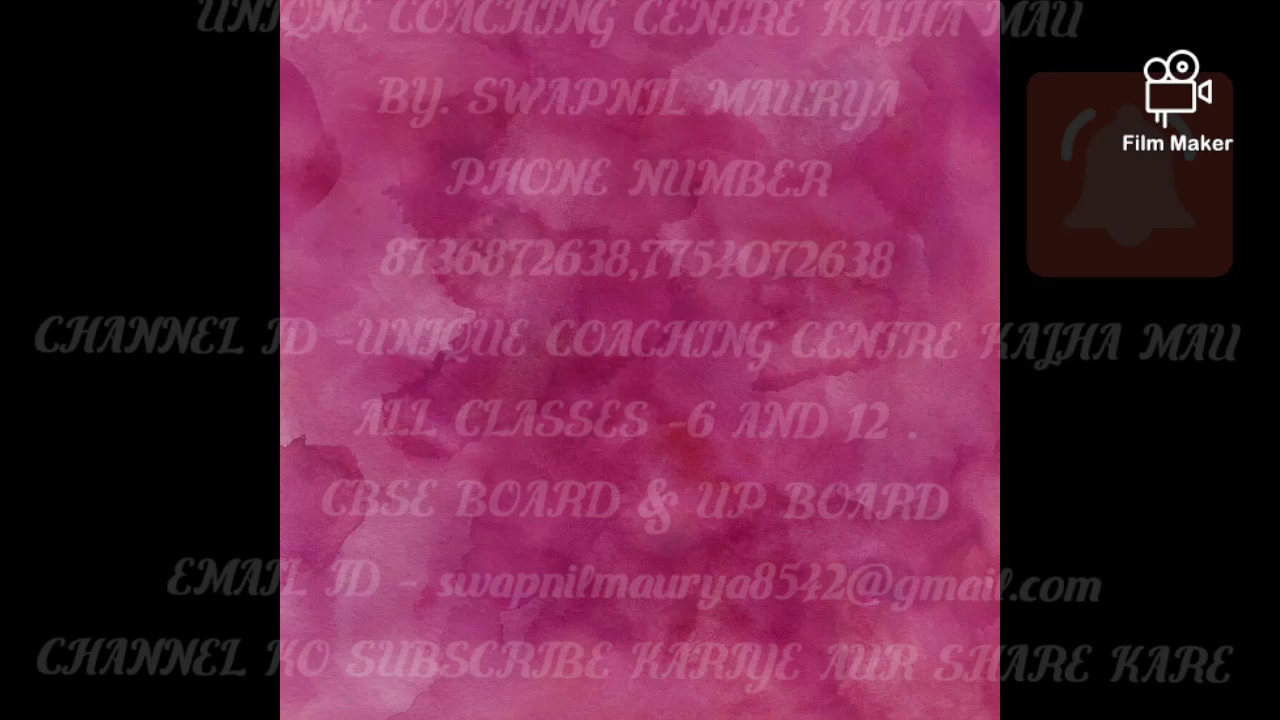 UNIQNE COACHING CENTRE KAJHA MAU
BY. SWAPNIL MAURYA
PHONE NUMBER
8736872638,7754072638
CHANNEL ID -UNIQUE COACHING CENTRE KAJHA MAU
ALL CLASSES -6 AND 12 .
CBSE BOARD & UP BOARD
EMAIL ID - swapnilmaurya8542@gmail.com
CHANNEL KO SUBSCRIBE KARIYE AUR SHARE KARE
Film Maker